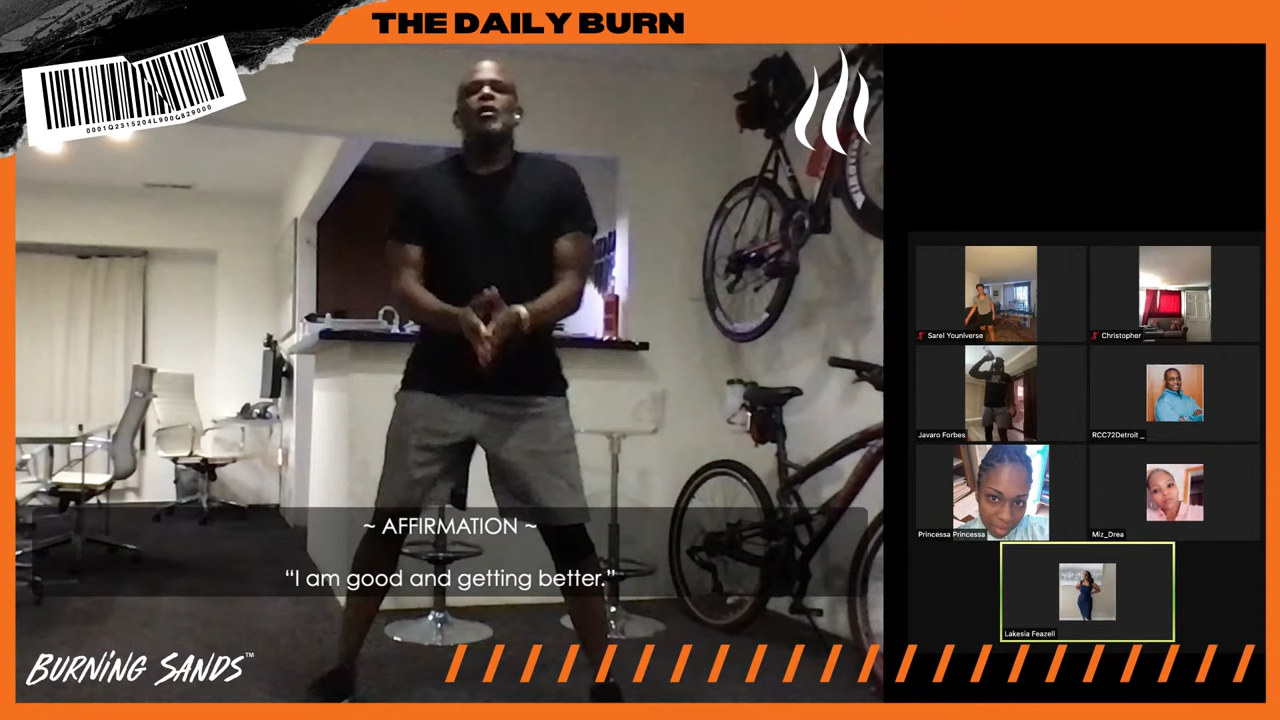 THE DAILY BURN
0001Q2315204L900G829000
Sarel Youniverse
Christopher
Javaro Forbes
RCC72Detroit _
Princessa Princessa
Miz_Drea
Lakesia Feazell
~ AFFIRMATION ~
“I am good and getting better.”
BURNiNG SANDS™